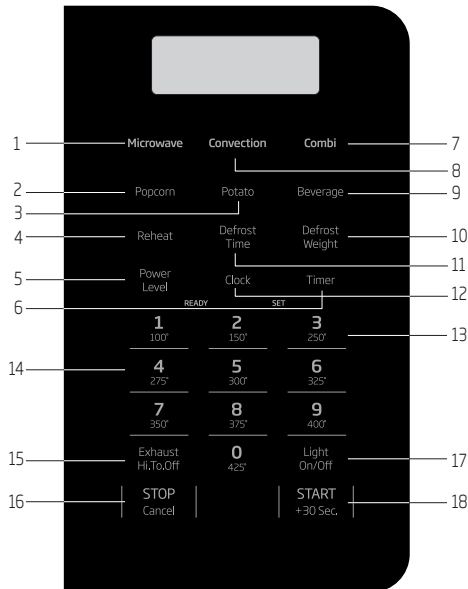 1 Microwave Convection Combi 7
8
2 Popcorn Potato Beverage 9
3
4 Reheat Defrost Time Defrost Weight 10
11
5 Power Level Clock Timer 12
6 READY SET
1 2 3 13
100° 150° 250°
14 4 5 6
275° 300° 325°
7 8 9
350° 375° 400°
15 Exhaust Hi.To.Off 0 Light On/Off 17
425°
16 STOP START 18
Cancel +30 Sec.